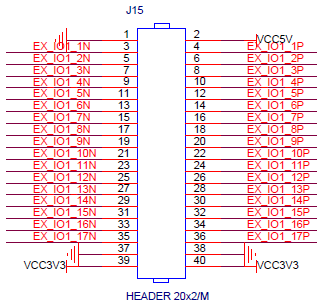 J15
1 2 VCC5V
EX_IO1_1N 3 4 EX_IO1_1P
EX_IO1_2N 5 6 EX_IO1_2P
EX_IO1_3N 7 8 EX_IO1_3P
EX_IO1_4N 9 10 EX_IO1_4P
EX_IO1_5N 11 12 EX_IO1_5P
EX_IO1_6N 13 14 EX_IO1_6P
EX_IO1_7N 15 16 EX_IO1_7P
EX_IO1_8N 17 18 EX_IO1_8P
EX_IO1_9N 19 20 EX_IO1_9P
EX_IO1_10N 21 22 EX_IO1_10P
EX_IO1_11N 23 24 EX_IO1_11P
EX_IO1_12N 25 26 EX_IO1_12P
EX_IO1_13N 27 28 EX_IO1_13P
EX_IO1_14N 29 30 EX_IO1_14P
EX_IO1_15N 31 32 EX_IO1_15P
EX_IO1_16N 33 34 EX_IO1_16P
EX_IO1_17N 35 36 EX_IO1_17P
37 38
VCC3V3 39 40 VCC3V3
HEADER 20x2/M